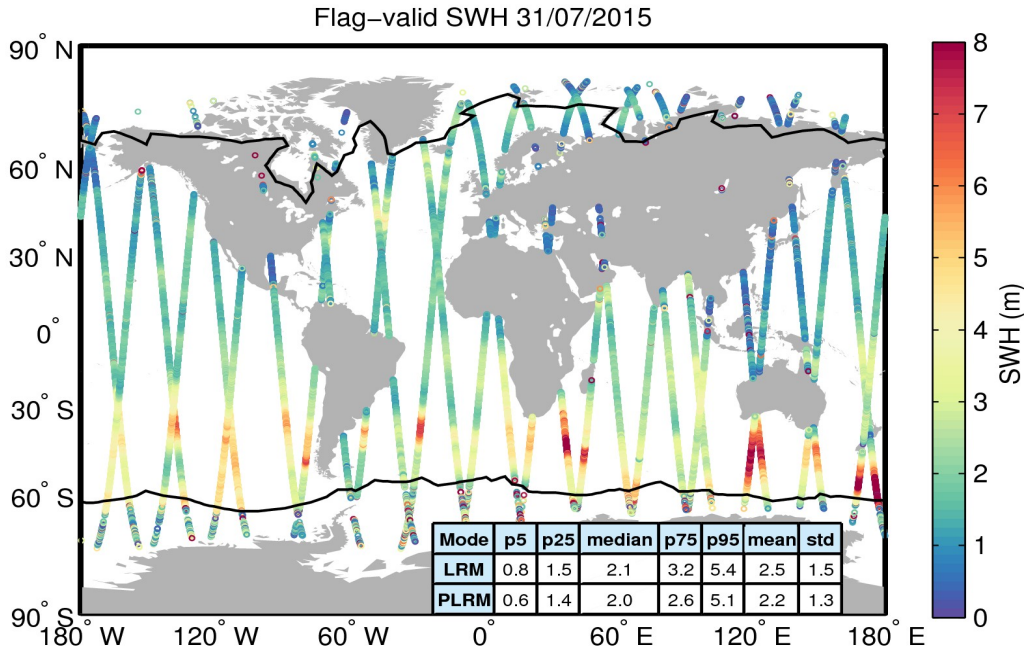 Flag−valid SWH 31/07/2015
90° N
60° N
30° N
0°
30° S
60° S
90° S
180° W
120° W
60° W
0°
60° E
120° E
180° E
Mode p5 p25 median p75 p95 mean std
LRM 0.8 1.5 2.1 3.2 5.4 2.5 1.5
PLRM 0.6 1.4 2.0 2.6 5.1 2.2 1.3
8
7
6
5
4
3
2
1
0
SWH (m)